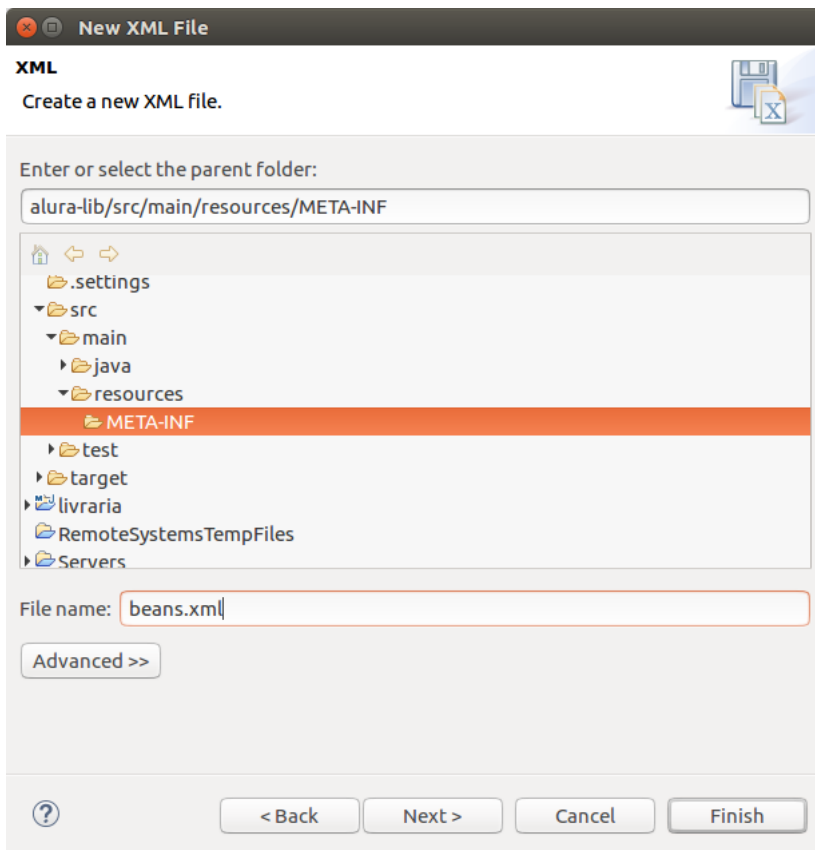 New XML File
XML
Create a new XML file.
Enter or select the parent folder:
alura-lib/src/main/resources/META-INF
.settings
src
main
java
resources
META-INF
test
target
livraria
RemoteSystemsTempFiles
Servers
File name: beans.xml
Advanced >>
< Back Next > Cancel Finish